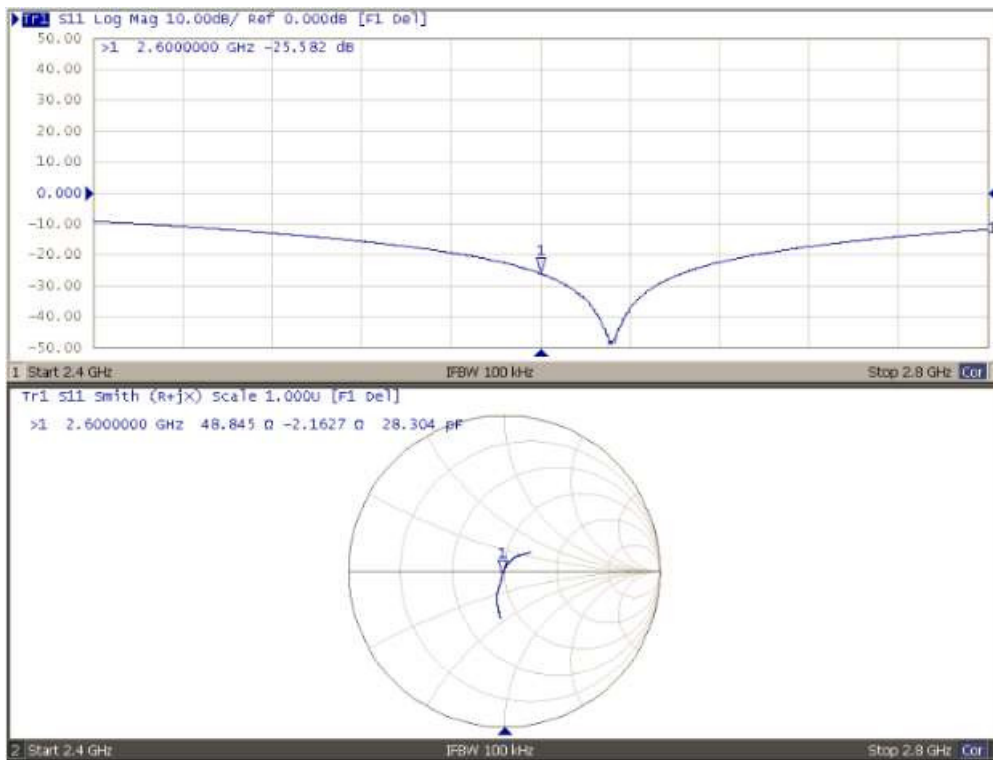 Tr1 S11 Log Mag 10.00dB/ Ref 0.000dB [F1 Del]
50.00
>1 2.6000000 GHz -25.582 dB
40.00
30.00
20.00
10.00
0.000
-10.00
1
-20.00
1
-30.00
-40.00
-50.00
1 Start 2.4 GHz IFBW 100 kHz Stop 2.8 GHz Cor
Tr1 S11 Smith (R+jX) Scale 1.000U [F1 Del]
>1 2.6000000 GHz 48.845 Ω -2.1627 Ω 28.304 pF
1
2 Start 2.4 GHz IFBW 100 kHz Stop 2.8 GHz Cor